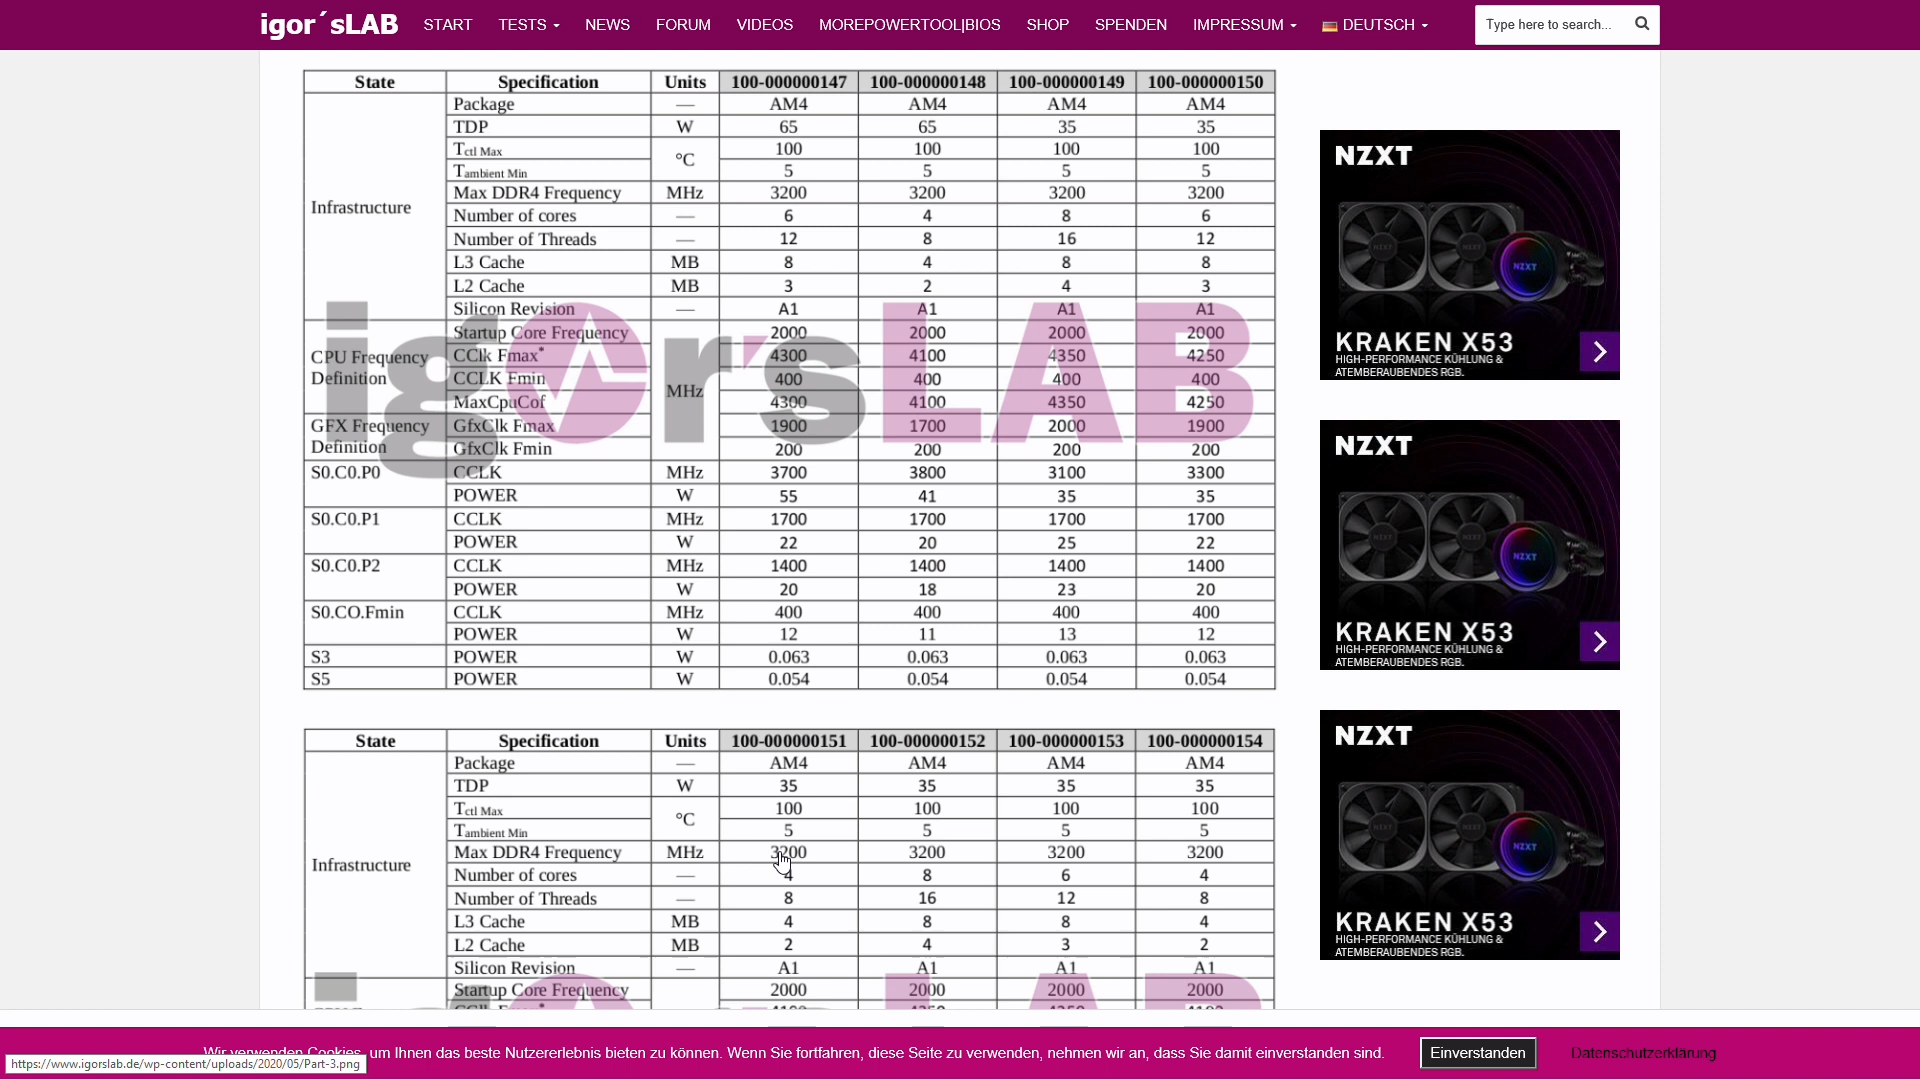 igor´sLAB START TESTS NEWS FORUM VIDEOS MOREPOWERTOOL|BIOS SHOP SPENDEN IMPRESSUM DEUTSCH Type here to search...
State Specification Units 100-000000147 100-000000148 100-000000149 100-000000150
Infrastructure
Package — AM4 AM4 AM4 AM4
TDP W 65 65 35 35
Tctl Max °C 100 100 100 100
Tambient Min 5 5 5 5
Max DDR4 Frequency MHz 3200 3200 3200 3200
Number of cores — 6 4 8 6
Number of Threads — 12 8 16 12
L3 Cache MB 8 4 8 8
L2 Cache MB 3 2 4 3
Silicon Revision — A1 A1 A1 A1
CPU Frequency Definition
MHz
Startup Core Frequency 2000 2000 2000 2000
CClk Fmax* 4300 4100 4350 4250
CCLK Fmin 400 400 400 400
MaxCpuCof 4300 4100 4350 4250
GFX Frequency Definition
GfxClk Fmax 1900 1700 2000 1900
GfxClk Fmin 200 200 200 200
S0.C0.P0 CCLK MHz 3700 3800 3100 3300
POWER W 55 41 35 35
S0.C0.P1 CCLK MHz 1700 1700 1700 1700
POWER W 22 20 25 22
S0.C0.P2 CCLK MHz 1400 1400 1400 1400
POWER W 20 18 23 20
S0.CO.Fmin CCLK MHz 400 400 400 400
POWER W 12 11 13 12
S3 POWER W 0.063 0.063 0.063 0.063
S5 POWER W 0.054 0.054 0.054 0.054
igor'sLAB
State Specification Units 100-000000151 100-000000152 100-000000153 100-000000154
Infrastructure
Package — AM4 AM4 AM4 AM4
TDP W 35 35 35 35
Tctl Max °C 100 100 100 100
Tambient Min 5 5 5 5
Max DDR4 Frequency MHz 3200 3200 3200 3200
Number of cores — 4 8 6 4
Number of Threads — 8 16 12 8
L3 Cache MB 4 8 8 4
L2 Cache MB 2 4 3 2
Silicon Revision — A1 A1 A1 A1
Startup Core Frequency 2000 2000 2000 2000
NZXT
NZXT
KRAKEN X53
HIGH-PERFORMANCE KÜHLUNG &
ATEMBERAUBENDES RGB.
NZXT
NZXT
KRAKEN X53
HIGH-PERFORMANCE KÜHLUNG &
ATEMBERAUBENDES RGB.
NZXT
NZXT
KRAKEN X53
HIGH-PERFORMANCE KÜHLUNG &
ATEMBERAUBENDES RGB.
Wir verwenden Cookies, um Ihnen das beste Nutzererlebnis bieten zu können. Wenn Sie fortfahren, diese Seite zu verwenden, nehmen wir an, dass Sie damit einverstanden sind. Einverstanden Datenschutzerklärung
https://www.igorslab.de/wp-content/uploads/2020/05/Part-3.png